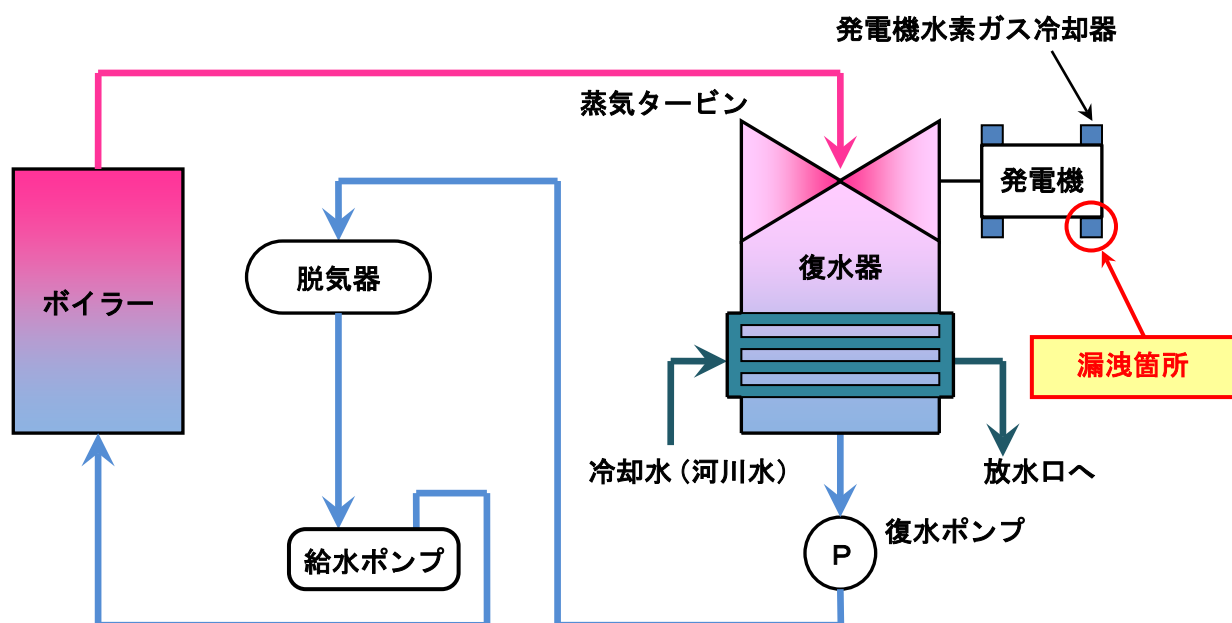 発電機水素ガス冷却器
蒸気タービン
発電機
復水器
脱気器
ボイラー
漏洩箇所
冷却水(河川水)
放水口へ
復水ポンプ
P
給水ポンプ